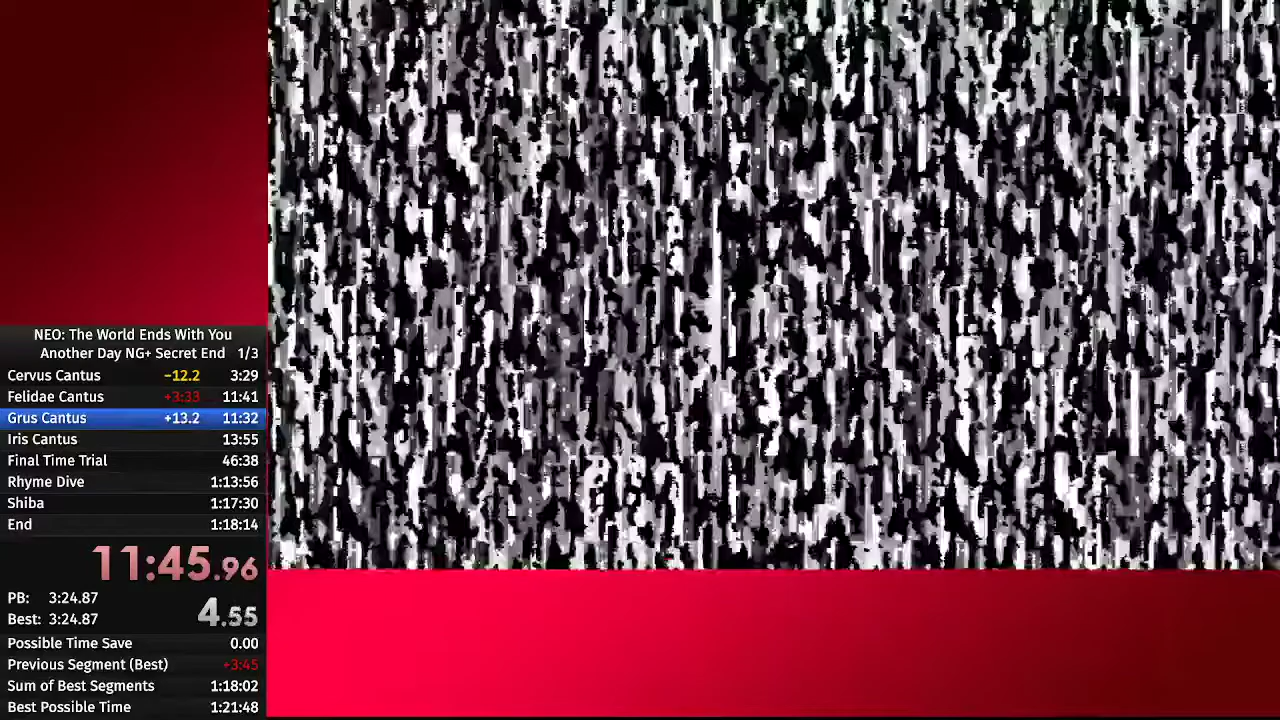 NEO: The World Ends With You
Another Day NG+ Secret End 1/3
Cervus Cantus -12.2 3:29
Felidae Cantus +3:33 11:41
Grus Cantus +13.2 11:32
Iris Cantus 13:55
Final Time Trial 46:38
Rhyme Dive 1:13:56
Shiba 1:17:30
End 1:18:14
11:45.96
PB: 3:24.87
4.55
Best: 3:24.87
Possible Time Save 0.00
Previous Segment (Best) +3:45
Sum of Best Segments 1:18:02
Best Possible Time 1:21:48